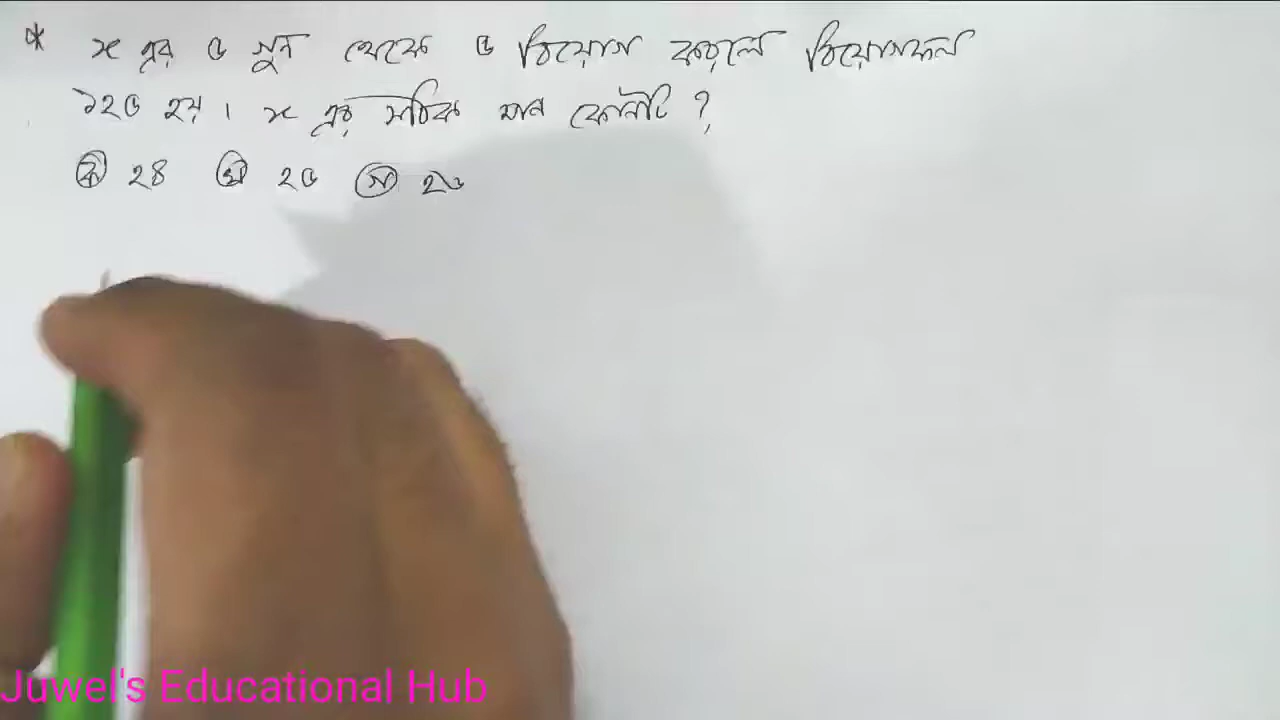 * x এর ৫ গুন থেকে ৫ বিয়োগ করলে বিয়োগফল
১২৫ হয়। x এর সঠিক মান কোনটি ?
ক ২৪ খ ২৫ গ ২৬
Juwel's Educational Hub